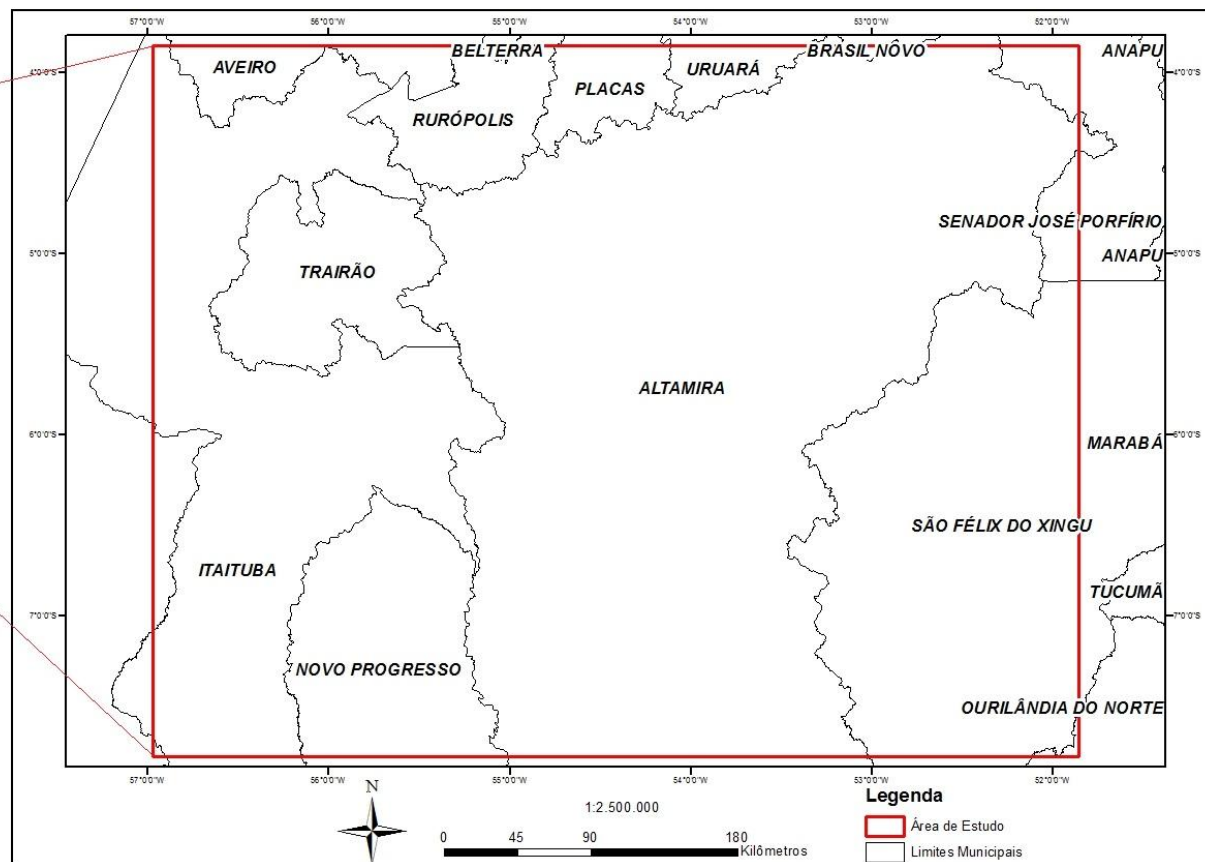 57°0'0"W 56°0'0"W 55°0'0"W 54°0'0"W 53°0'0"W 52°0'0"W
BELTERRA BRASIL NÔVO ANAPU
AVEIRO URUARÁ
4°0'0"S 4°0'0"S
PLACAS
RURÓPOLIS
SENADOR JOSÉ PORFÍRIO
5°0'0"S ANAPU 5°0'0"S
TRAIRÃO
ALTAMIRA
6°0'0"S MARABÁ 6°0'0"S
SÃO FÉLIX DO XINGU
ITAITUBA
TUCUMÃ
7°0'0"S 7°0'0"S
NOVO PROGRESSO
OURILÂNDIA DO NORTE
57°0'0"W 56°0'0"W 55°0'0"W 54°0'0"W 53°0'0"W 52°0'0"W
N
1:2.500.000
Legenda
Área de Estudo
0 45 90 180
Kilômetros
Limites Municipais